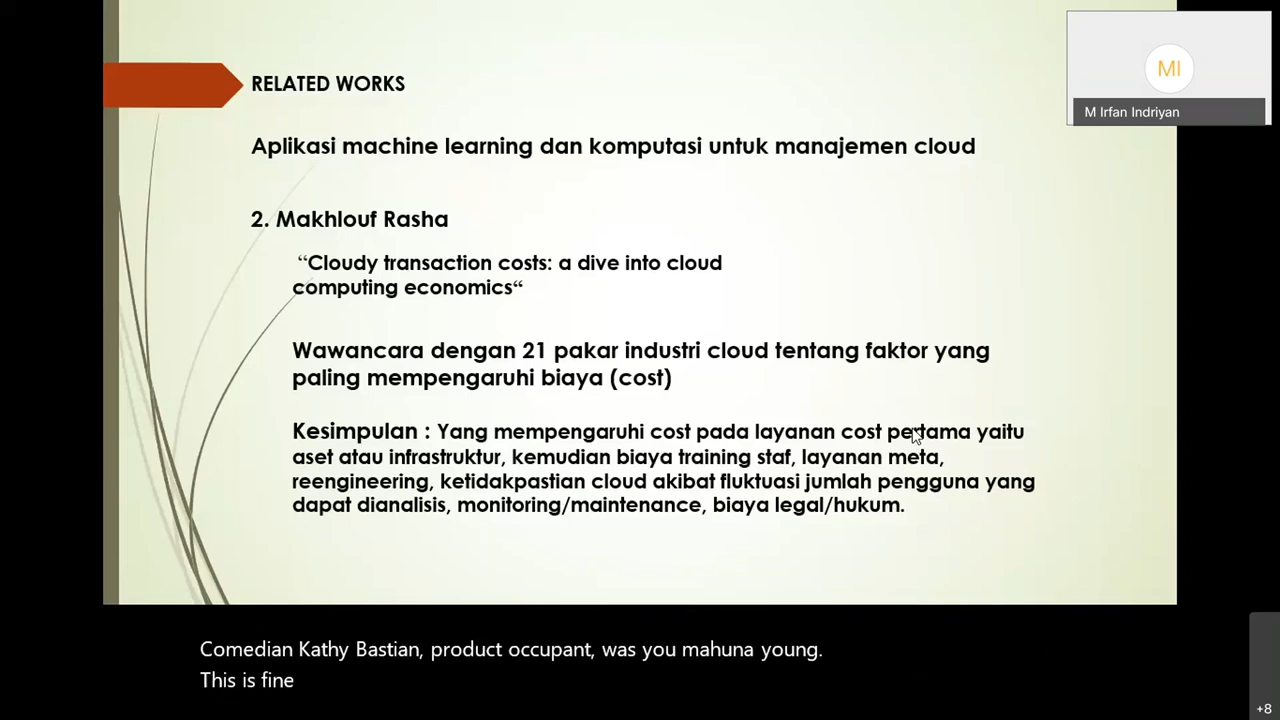 RELATED WORKS
Aplikasi machine learning dan komputasi untuk manajemen cloud
2. Makhlouf Rasha
“Cloudy transaction costs: a dive into cloud
computing economics“
Wawancara dengan 21 pakar industri cloud tentang faktor yang
paling mempengaruhi biaya (cost)
Kesimpulan : Yang mempengaruhi cost pada layanan cost pertama yaitu
aset atau infrastruktur, kemudian biaya training staf, layanan meta,
reengineering, ketidakpastian cloud akibat fluktuasi jumlah pengguna yang
dapat dianalisis, monitoring/maintenance, biaya legal/hukum.
MI
M Irfan Indriyan
Comedian Kathy Bastian, product occupant, was you mahuna young.
This is fine
+8